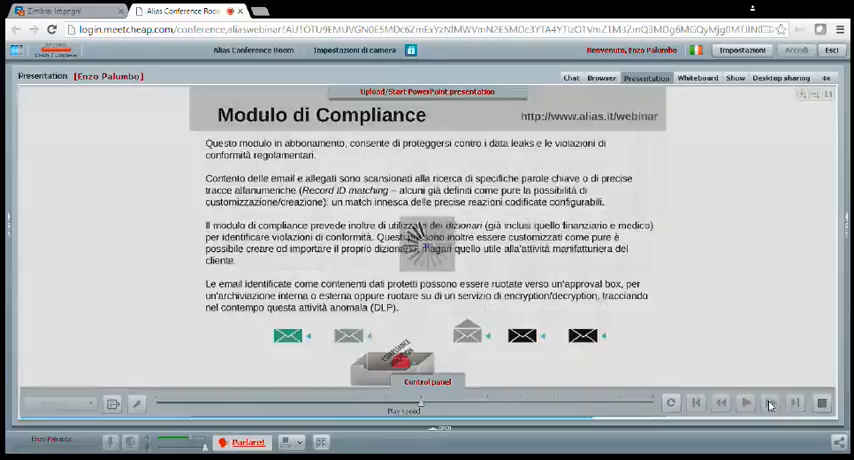 Zimbra: Impegni
Alias Conference Room
login.meetcheap.com/conference,aliaswebinar?
Alias Conference Room Impostazioni di camera
Benvenuto, Enzo Palumbo Impostazioni Accedi Esci
Presentation [Enzo Palumbo]
Chat Browser Presentation Whiteboard Show Desktop sharing 4x
Upload/Start PowerPoint presentation
Modulo di Compliance http://www.alias.it/webinar
Questo modulo in abbonamento, consente di proteggersi contro i data leaks e le violazioni di
conformità regolamentari.
Contenuto delle email e allegati sono scansionati alla ricerca di specifiche parole chiave o di precise
tracce alfanumeriche (Record ID matching – alcuni già definiti come pure la possibilità di
customizzazione/creazione): un match innesca delle precise reazioni codificate configurabili.
Il modulo di compliance prevede inoltre di dei dizionari (già inclusi quello finanziario e medico)
per identificare violazioni di conformità. inoltre essere customizzati come pure è
possibile creare od importare il proprio magari quello utile all'attività manifatturiera del
cliente.
Le email identificate come contenenti dati protetti possono essere ruotate verso un'approval box, per
un'archiviazione interna o esterna oppure ruotare su di un servizio di encryption/decryption, tracciando
nel contempo questa attività anomala (DLP).
COMPLIANCE
Control panel
Play speed
OPEN
Enzo Palumbo Parlare!